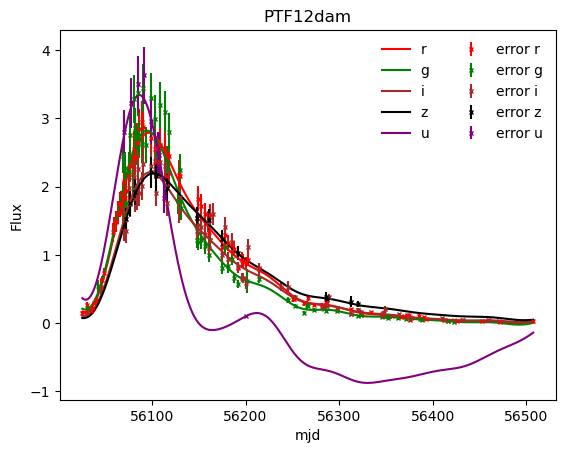 PTF12dam
4
3
2
1
0
−1
Flux
56100
56200
56300
56400
56500
mjd
r
g
i
z
u
error r
error g
error i
error z
error u